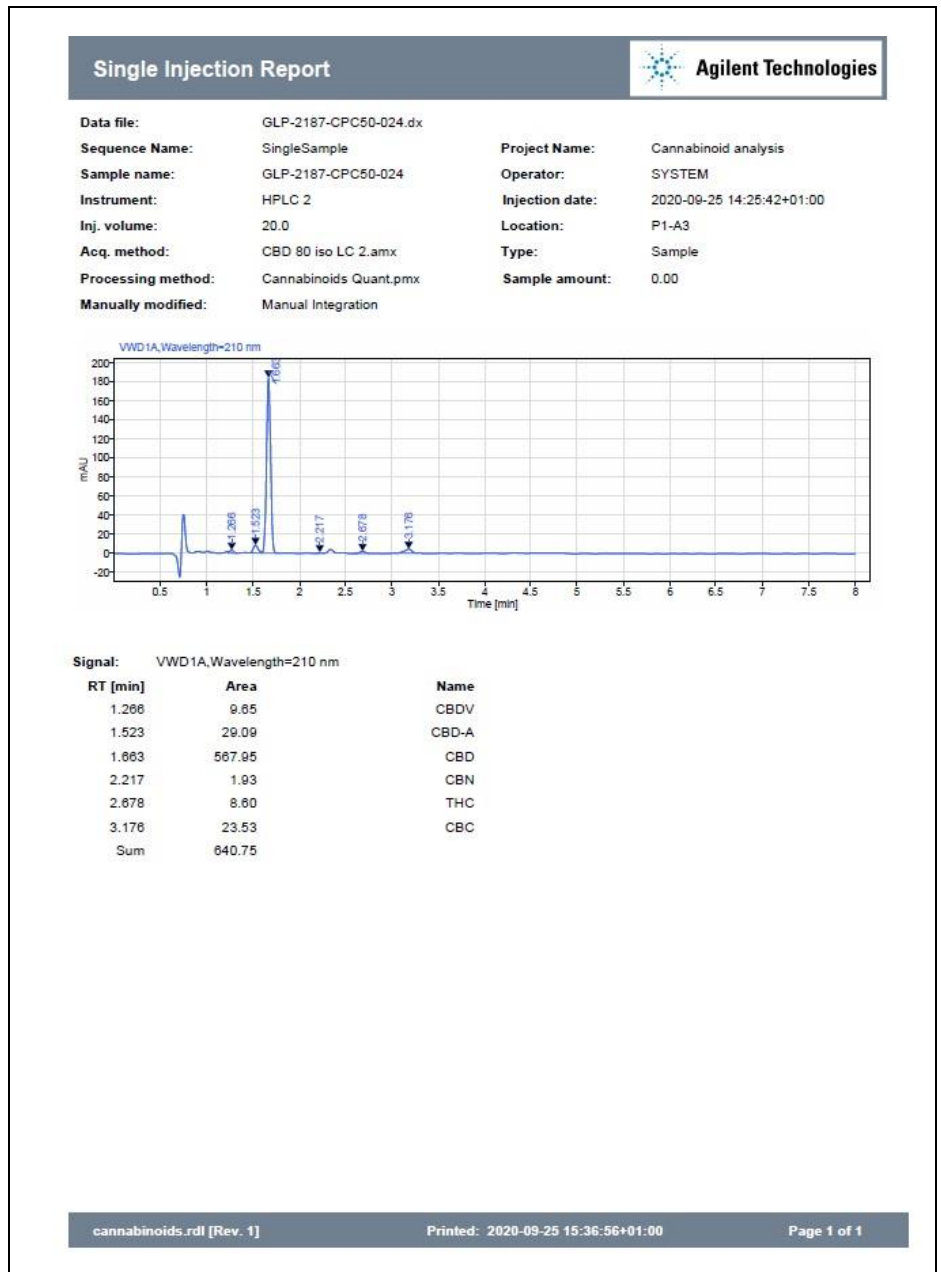 Single Injection Report
Agilent Technologies
Data file: GLP-2187-CPC50-024.dx
Sequence Name: SingleSample Project Name: Cannabinoid analysis
Sample name: GLP-2187-CPC50-024 Operator: SYSTEM
Instrument: HPLC 2 Injection date: 2020-09-25 14:25:42+01:00
Inj. volume: 20.0 Location: P1-A3
Acq. method: CBD 80 iso LC 2.amx Type: Sample
Processing method: Cannabinoids Quant.pmx Sample amount: 0.00
Manually modified: Manual Integration
VWD1A,Wavelength=210 nm
200
180
160
140
120
100
80
60
40
20
0
-20
mAU
1.266
1.523
1.663
2.217
2.678
3.176
0.5 1 1.5 2 2.5 3 3.5 4 4.5 5 5.5 6 6.5 7 7.5 8
Time [min]
Signal: VWD1A,Wavelength=210 nm
RT [min] Area Name
1.266 9.65 CBDV
1.523 29.09 CBD-A
1.663 567.95 CBD
2.217 1.93 CBN
2.678 8.60 THC
3.176 23.53 CBC
Sum 640.75
cannabinoids.rdl [Rev. 1] Printed: 2020-09-25 15:36:56+01:00 Page 1 of 1